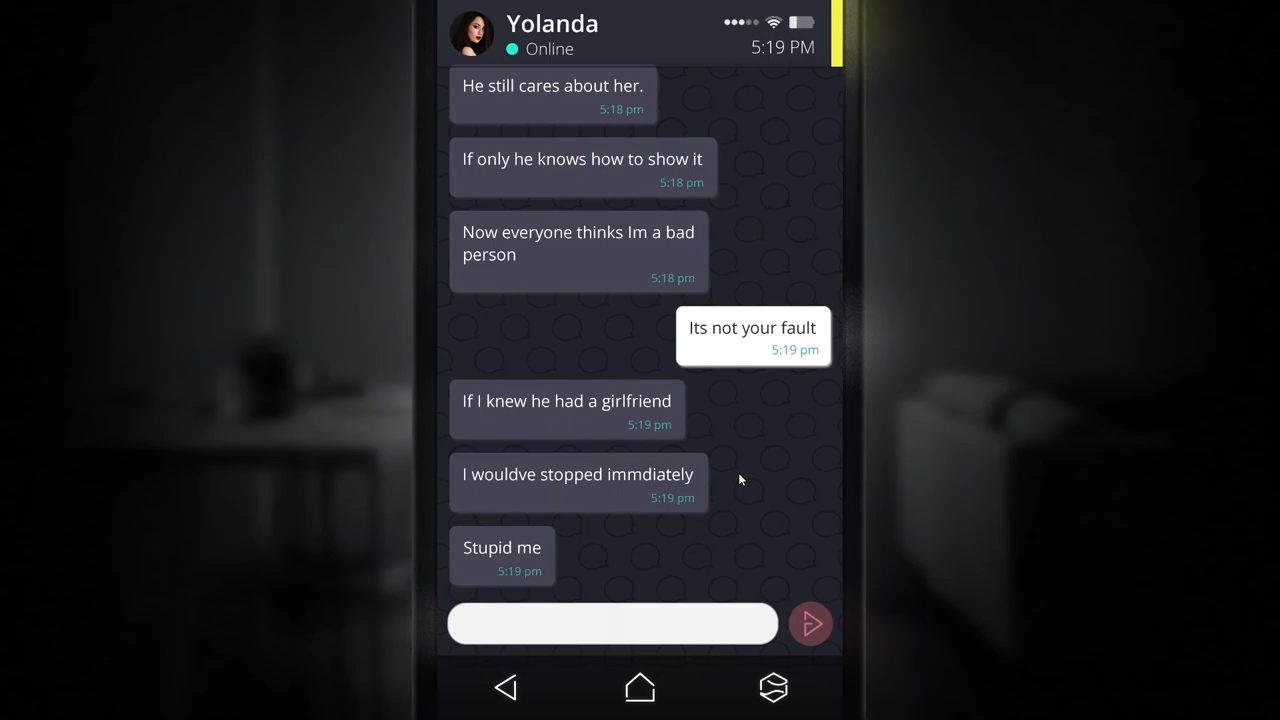 Yolanda
Online
5:19 PM
He still cares about her.
5:18 pm
If only he knows how to show it
5:18 pm
Now everyone thinks Im a bad
person
5:18 pm
Its not your fault
5:19 pm
If I knew he had a girlfriend
5:19 pm
I wouldve stopped immdiately
5:19 pm
Stupid me
5:19 pm